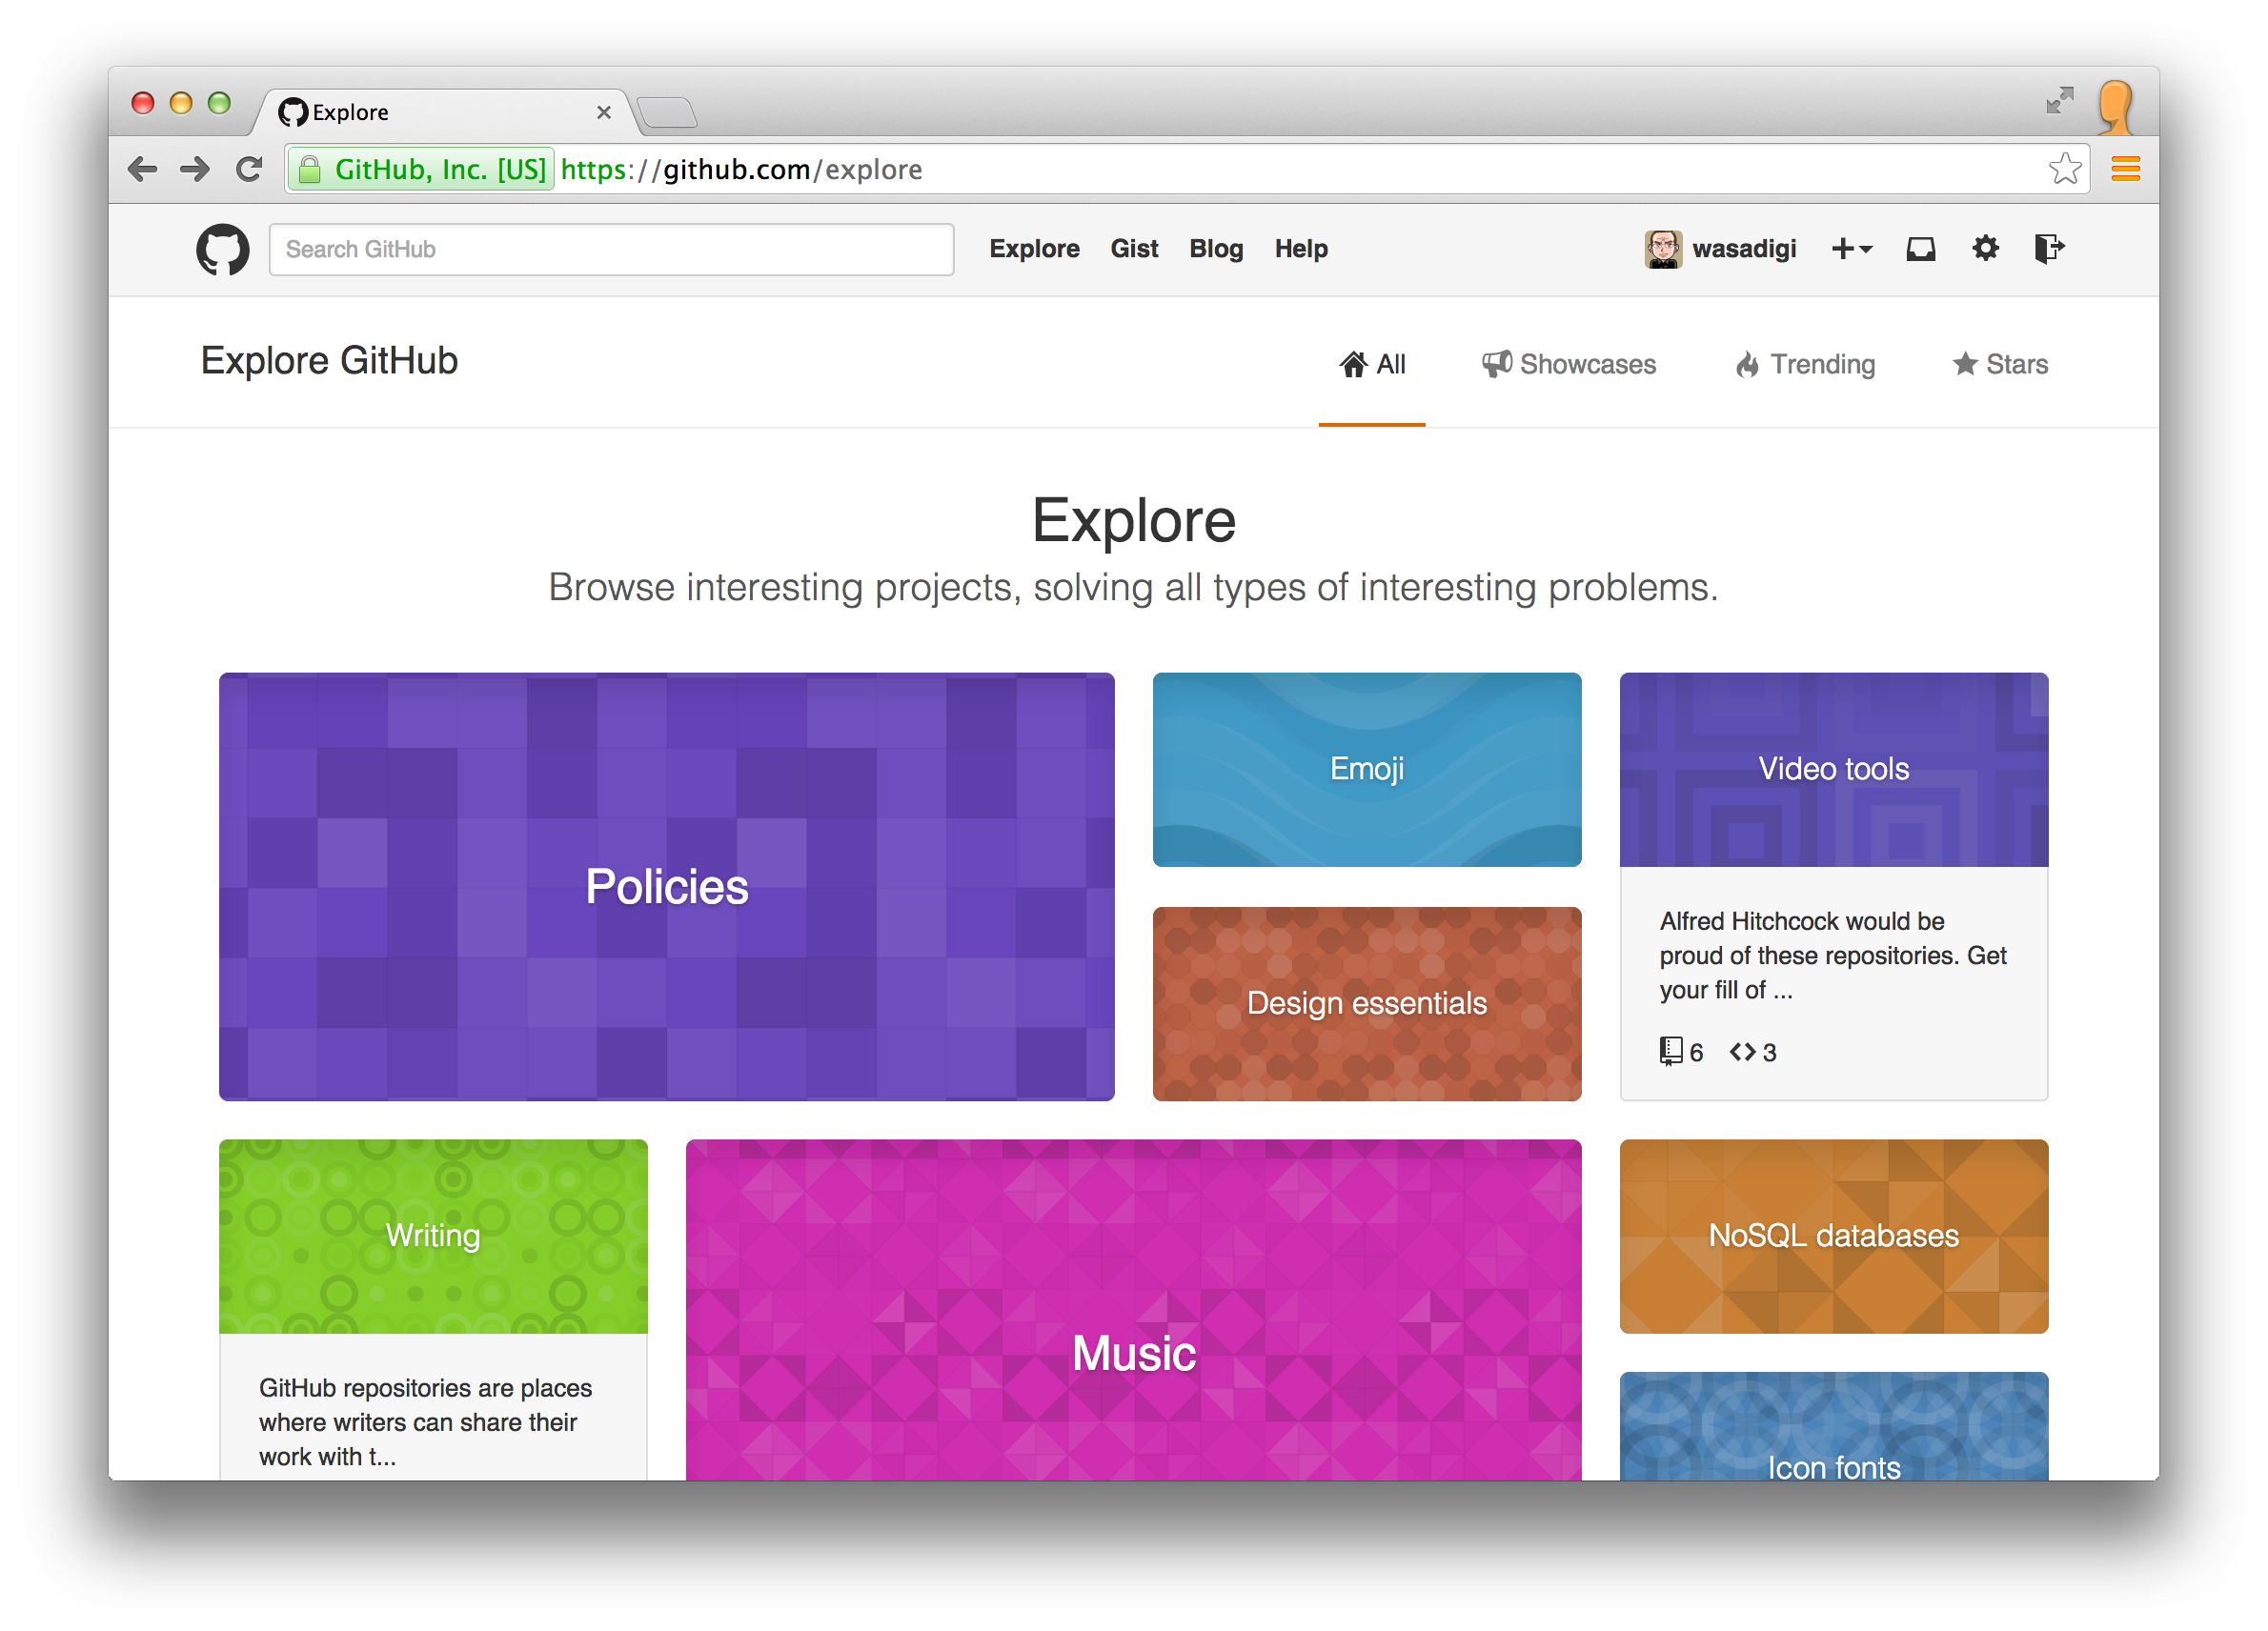 Explore
GitHub, Inc. [US] https://github.com/explore
Search GitHub Explore Gist Blog Help wasadigi
Explore GitHub All Showcases Trending Stars
Explore
Browse interesting projects, solving all types of interesting problems.
Policies
Emoji
Video tools
Design essentials
Alfred Hitchcock would be
proud of these repositories. Get
your fill of ...
6 3
Writing
GitHub repositories are places
where writers can share their
work with t...
Music
NoSQL databases
Icon fonts